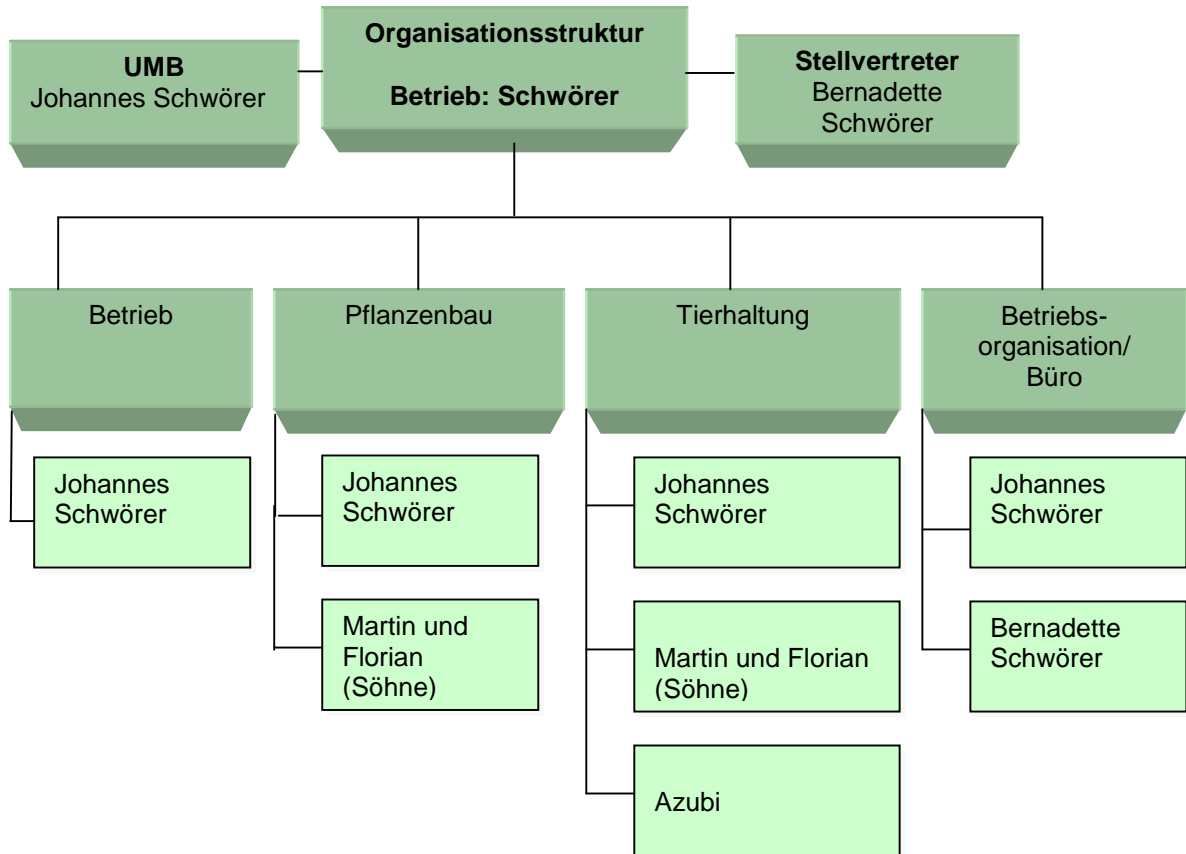 UMB
Johannes Schwörer
Organisationsstruktur
Betrieb: Schwörer
Stellvertreter
Bernadette
Schwörer
Betrieb
Pflanzenbau
Tierhaltung
Betriebs-
organisation/
Büro
Johannes
Schwörer
Johannes
Schwörer
Martin und
Florian
(Söhne)
Johannes
Schwörer
Martin und Florian
(Söhne)
Azubi
Johannes
Schwörer
Bernadette
Schwörer